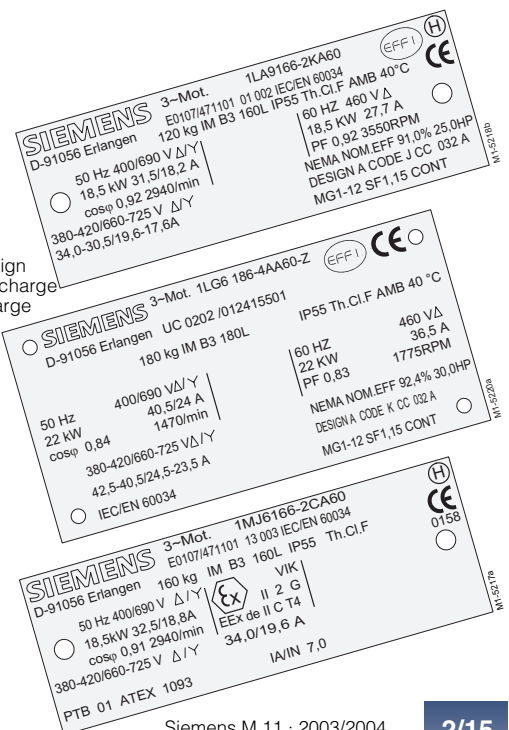 SIEMENS 3~Mot. 1LA9166-2KA60 EFF I H CE
D-91056 Erlangen E0107/471101 01 002 IEC/EN 60034
120 kg IM B3 160L IP55 Th.Cl.F AMB 40°C
50 Hz 400/690 V Δ/Y 60 HZ 460 V Δ
18,5 kW 31,5/18,2 A 18,5 kW 27,7 A
cosφ 0,92 2940/min PF 0,92 3550RPM
380-420/660-725 V Δ/Y NEMA NOM.EFF 91,0% 25,0HP
34,0-30,5/19,6-17,6A DESIGN A CODE J CC 032 A
MG1-12 SF1,15 CONT
M1-5218b
ign
charge
arge
SIEMENS 3~Mot. 1LG6 186-4AA60-Z EFF I CE
D-91056 Erlangen UC 0202 /012415501
180 kg IM B3 180L IP55 Th.Cl.F AMB 40 °C
50 Hz 400/690 VΔ/Y 60 HZ 460 VΔ
22 kW 40,5/24 A 22 KW 36.5 A
cosφ 0,84 1470/min PF 0,83 1775RPM
380-420/660-725 VΔ/Y NEMA NOM.EFF 92,4% 30,0HP
42,5-40,5/24,5-23,5 A DESIGN A CODE K CC 032 A
IEC/EN 60034 MG1-12 SF1,15 CONT
M1-5220a
SIEMENS 3~Mot. 1MJ6166-2CA60 H CE
D-91056 Erlangen E0107/471101 13 003 IEC/EN 60034 0158
160 kg IM B3 160L IP55 Th.Cl.F
50 Hz 400/690 V Δ/Y Ex VIK
18,5kW 32,5/18,8A II 2 G
cosφ 0,91 2940/min EEx de II C T4
380-420/660-725 V Δ/Y 34,0/19,6 A
PTB 01 ATEX 1093 IA/IN 7,0
M1-5217a
Siemens M 11 · 2003/2004 2/15